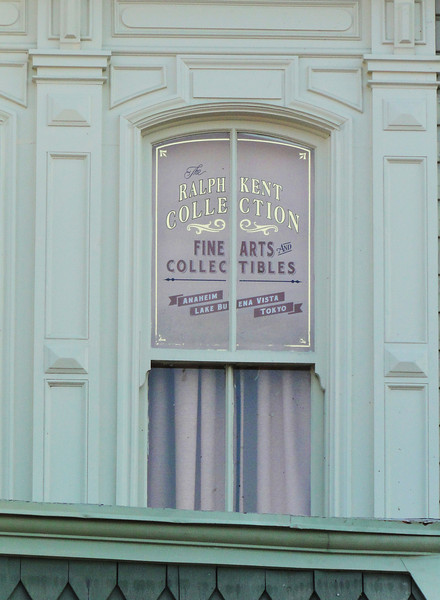 The
RALPH KENT
COLLECTION
FINE ARTS AND
COLLECTIBLES
ANAHEIM
LAKE BUENA VISTA
TOKYO